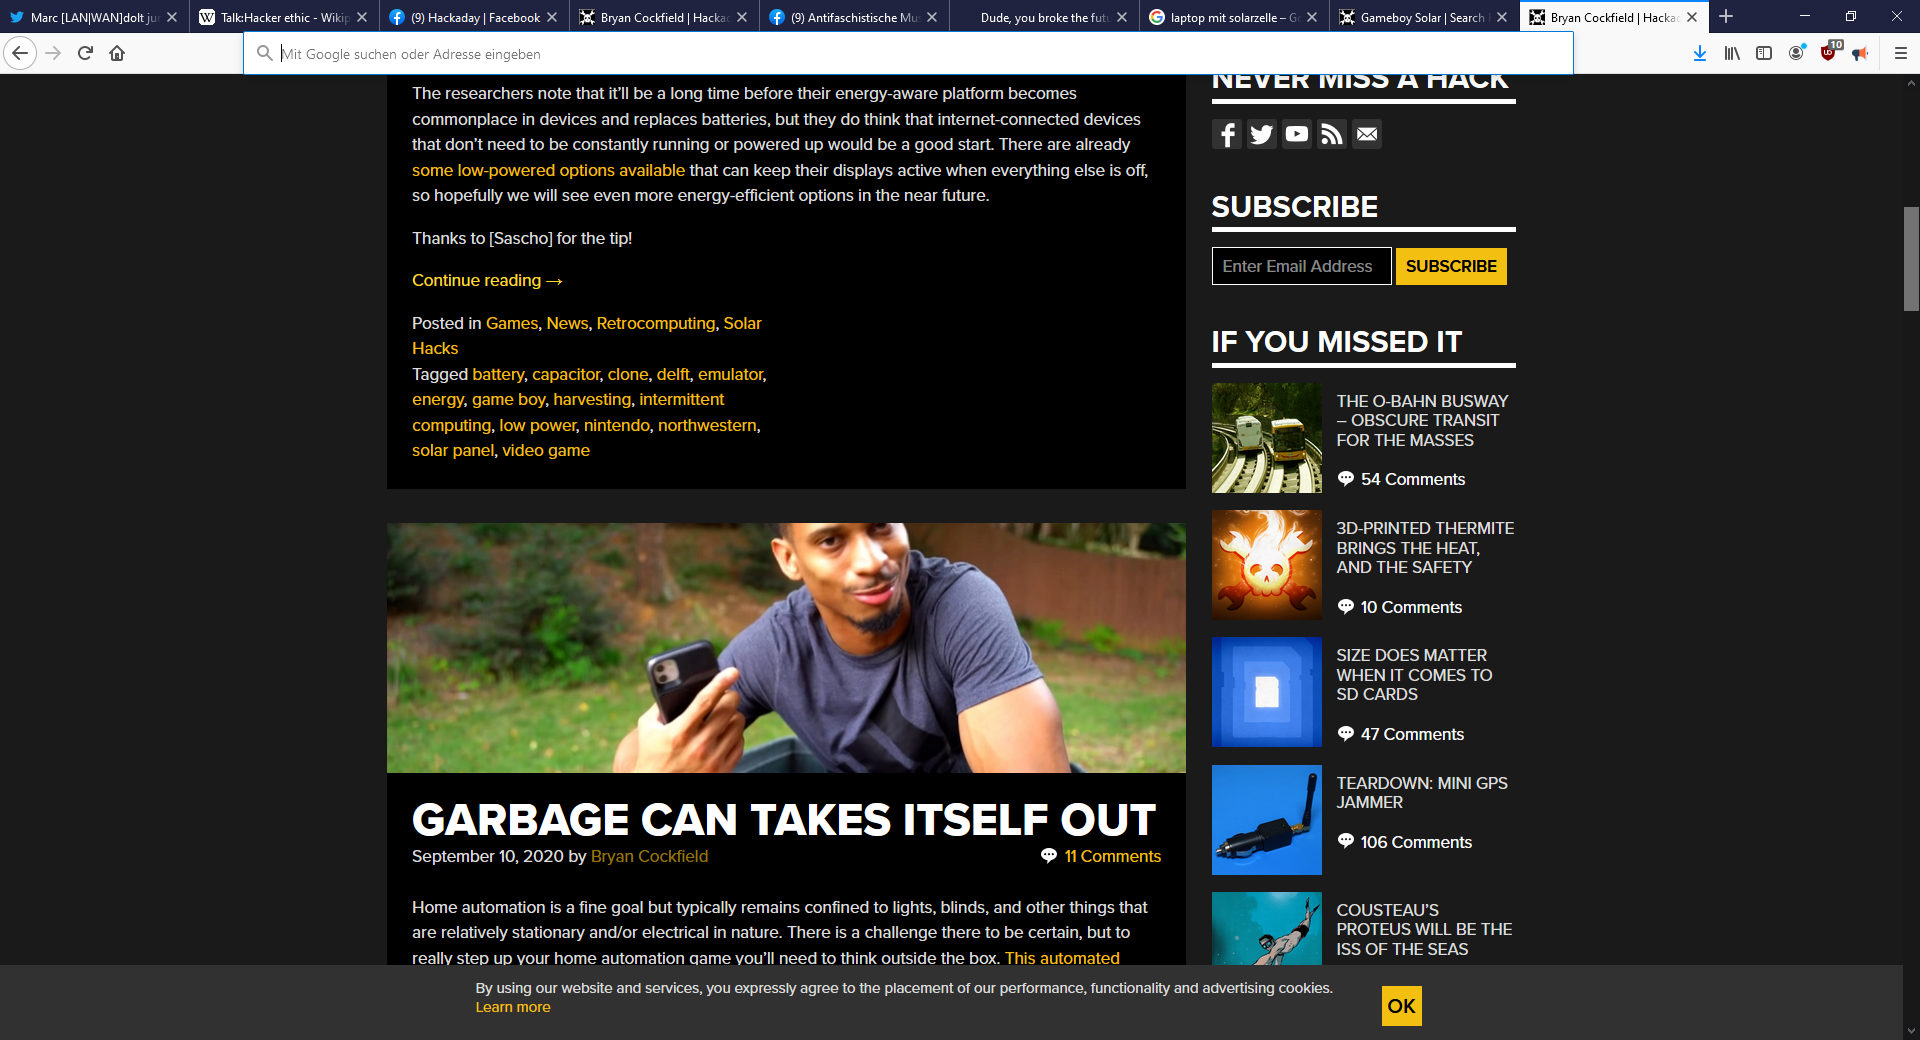 Marc [LAN|WAN]dolt jur
Talk:Hacker ethic - Wikip
(9) Hackaday | Facebook
Bryan Cockfield | Hackad
(9) Antifaschistische Mus
Dude, you broke the futu
laptop mit solarzelle – Go
Gameboy Solar | Search
Bryan Cockfield | Hackad
Mit Google suchen oder Adresse eingeben
10
The researchers note that it’ll be a long time before their energy-aware platform becomes
commonplace in devices and replaces batteries, but they do think that internet-connected devices
that don’t need to be constantly running or powered up would be a good start. There are already
some low-powered options available that can keep their displays active when everything else is off,
so hopefully we will see even more energy-efficient options in the near future.
Thanks to [Sascho] for the tip!
Continue reading →
Posted in Games, News, Retrocomputing, Solar
Hacks
Tagged battery, capacitor, clone, delft, emulator,
energy, game boy, harvesting, intermittent
computing, low power, nintendo, northwestern,
solar panel, video game
GARBAGE CAN TAKES ITSELF OUT
September 10, 2020 by Bryan Cockfield
11 Comments
Home automation is a fine goal but typically remains confined to lights, blinds, and other things that
are relatively stationary and/or electrical in nature. There is a challenge there to be certain, but to
really step up your home automation game you’ll need to think outside the box. This automated
NEVER MISS A HACK
SUBSCRIBE
Enter Email Address
SUBSCRIBE
IF YOU MISSED IT
THE O-BAHN BUSWAY
– OBSCURE TRANSIT
FOR THE MASSES
54 Comments
3D-PRINTED THERMITE
BRINGS THE HEAT,
AND THE SAFETY
10 Comments
SIZE DOES MATTER
WHEN IT COMES TO
SD CARDS
47 Comments
TEARDOWN: MINI GPS
JAMMER
106 Comments
COUSTEAU’S
PROTEUS WILL BE THE
ISS OF THE SEAS
By using our website and services, you expressly agree to the placement of our performance, functionality and advertising cookies.
Learn more
OK